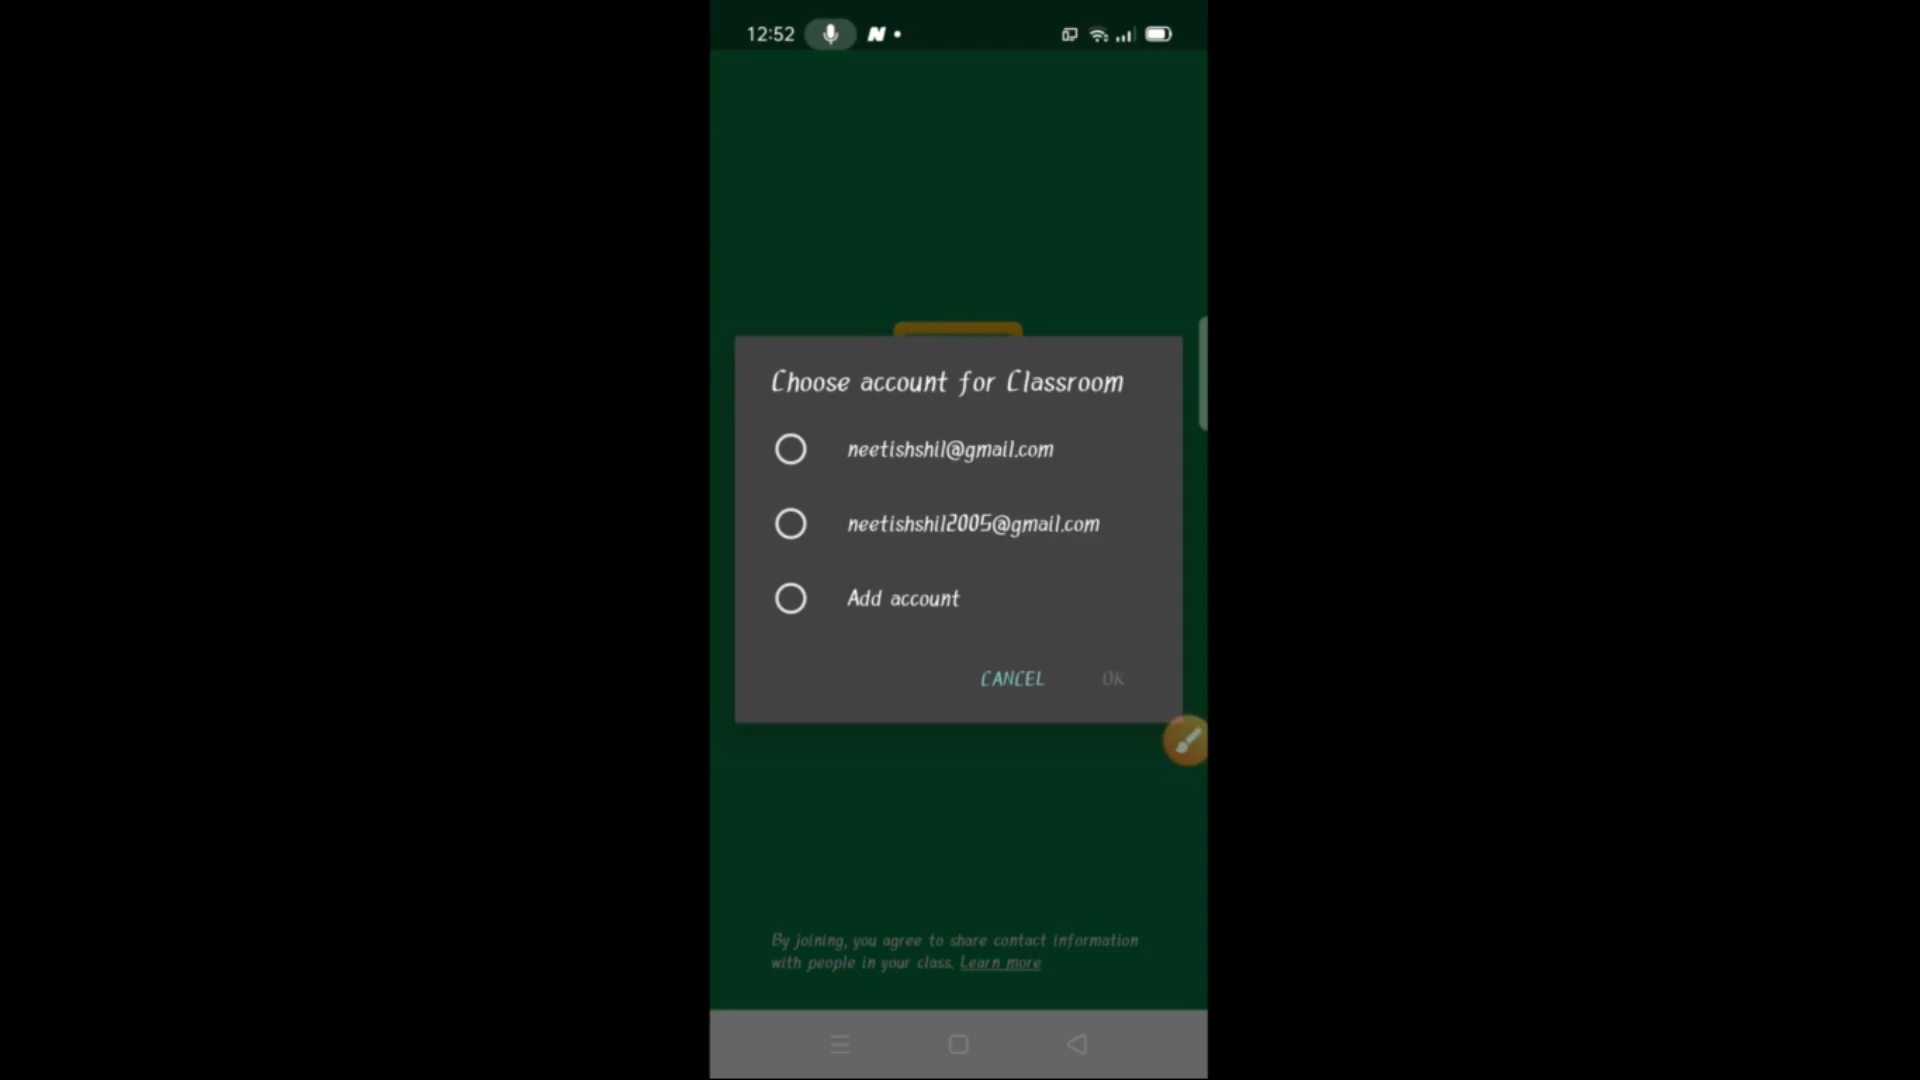 12:52
Choose account for Classroom
neetishshil@gmail.com
neetishshil2005@gmail.com
Add account
CANCEL OK
By joining, you agree to share contact information
with people in your class. Learn more